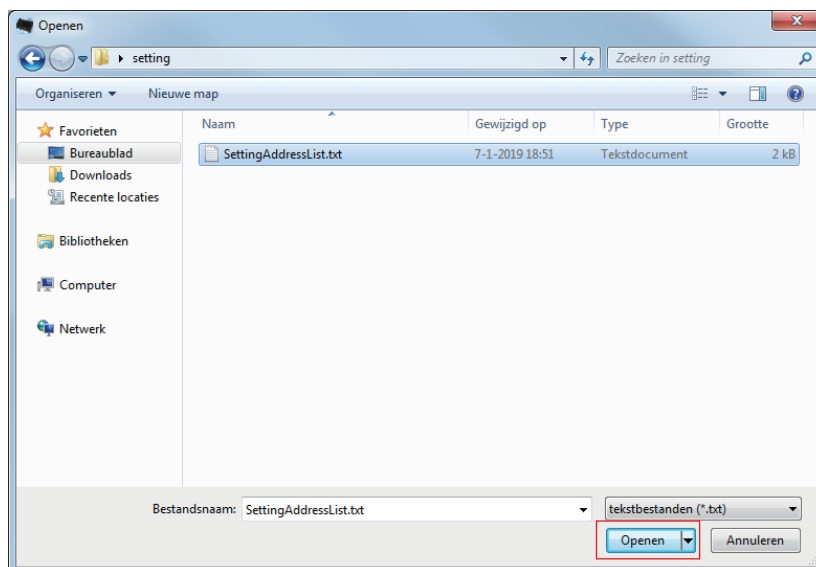 Openen
setting
Zoeken in setting
Organiseren
Nieuwe map
Naam
Gewijzigd op
Type
Grootte
Favorieten
Bureaublad
SettingAddressList.txt
7-1-2019 18:51
Tekstdocument
2 kB
Downloads
Recente locaties
Bibliotheken
Computer
Netwerk
Bestandsnaam: SettingAddressList.txt
tekstbestanden (*.txt)
Openen
Annuleren